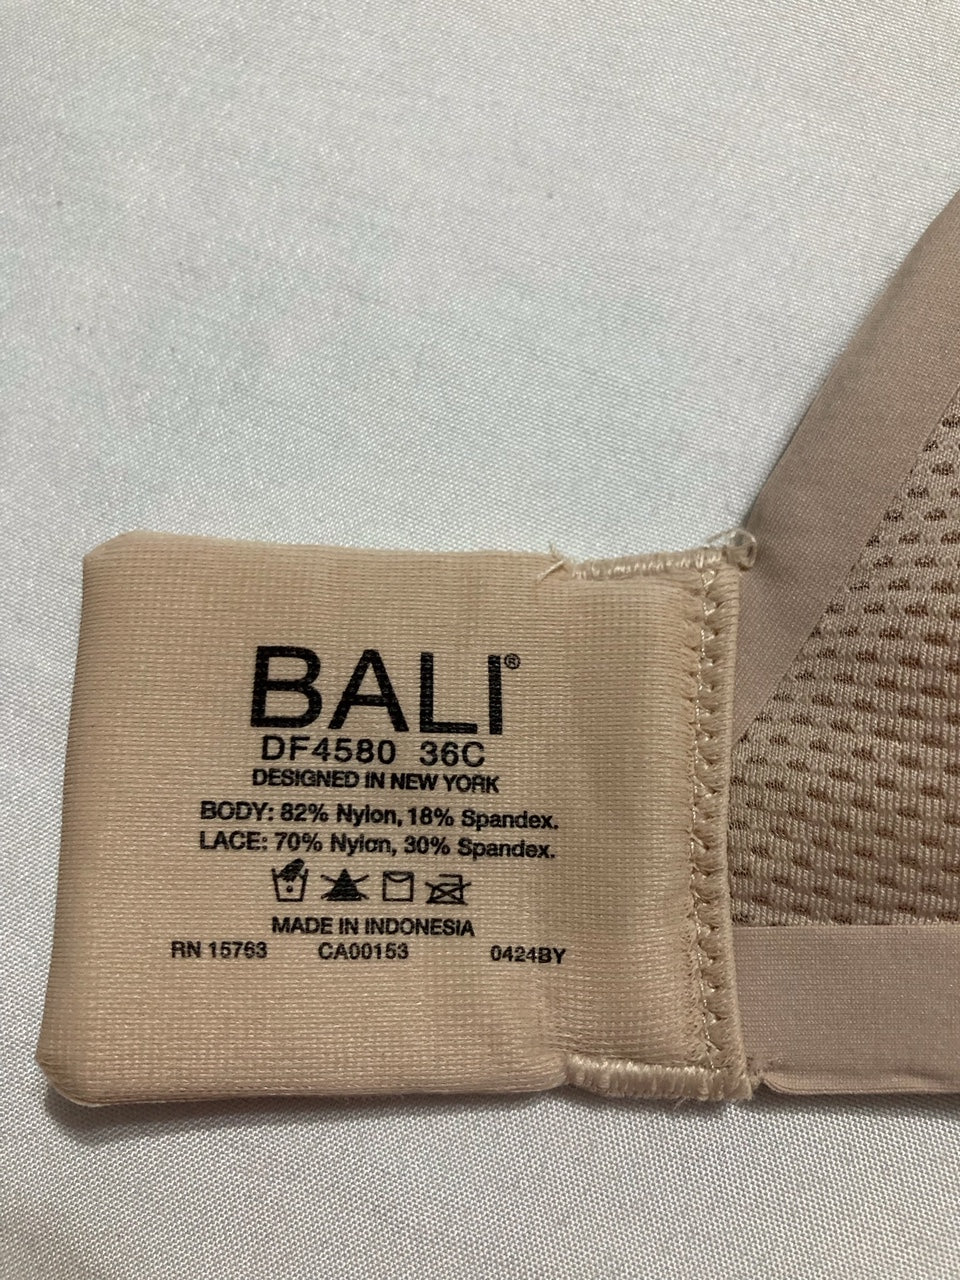 BALI®
DF4580 36C
DESIGNED IN NEW YORK
BODY: 82% Nylon, 18% Spandex.
LACE: 70% Nylon, 30% Spandex.
MADE IN INDONESIA
RN 15763 CA00153 0424BY